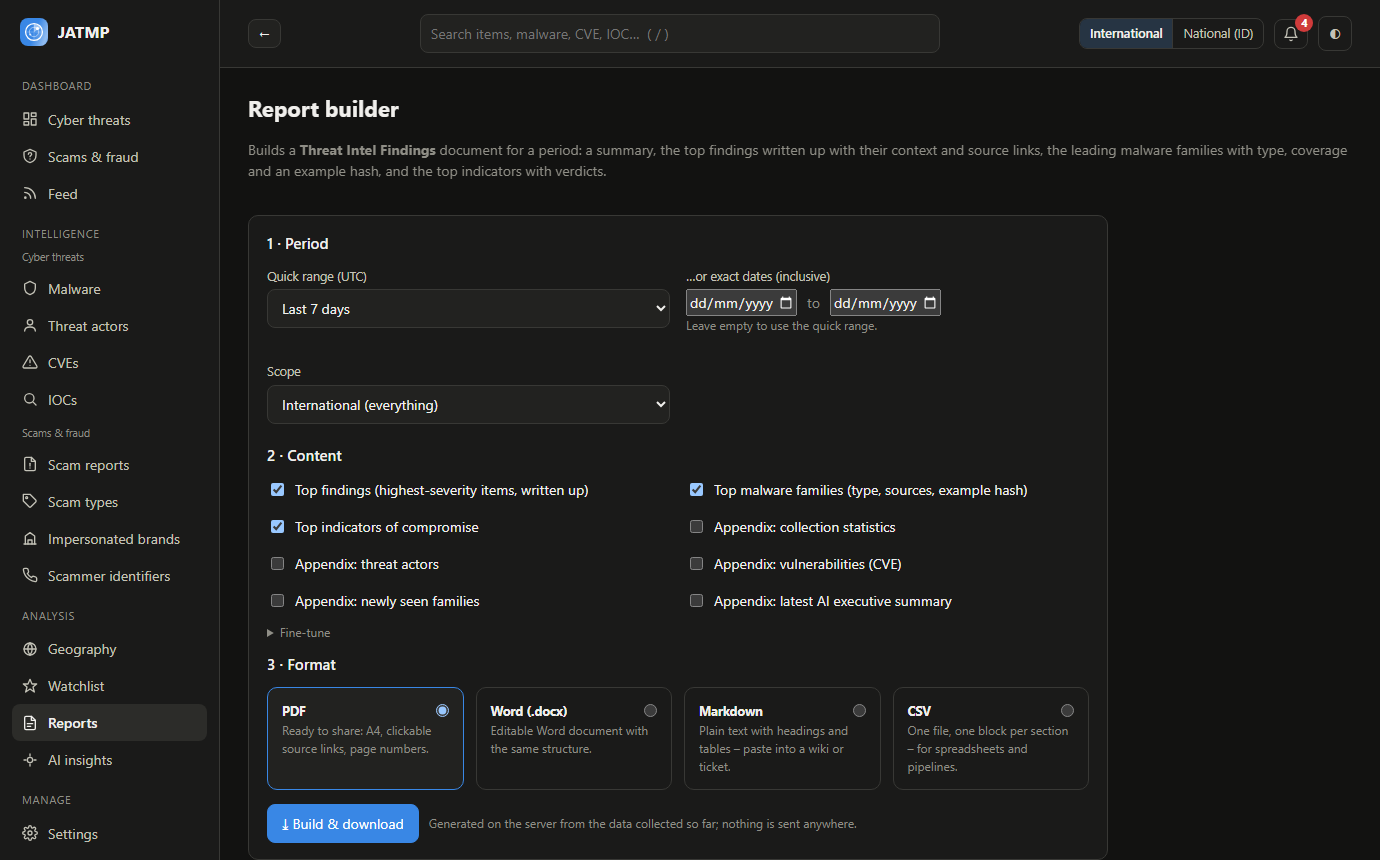 JATMP
←
Search items, malware, CVE, IOC... ( / )
International
National (ID)
4
DASHBOARD
Cyber threats
Scams & fraud
Feed
INTELLIGENCE
Cyber threats
Malware
Threat actors
CVEs
IOCs
Scams & fraud
Scam reports
Scam types
Impersonated brands
Scammer identifiers
ANALYSIS
Geography
Watchlist
Reports
AI insights
MANAGE
Settings
Report builder
Builds a Threat Intel Findings document for a period: a summary, the top findings written up with their context and source links, the leading malware families with type, coverage
and an example hash, and the top indicators with verdicts.
1 · Period
Quick range (UTC)
Last 7 days
...or exact dates (inclusive)
dd/mm/yyyy to dd/mm/yyyy
Leave empty to use the quick range.
Scope
International (everything)
2 · Content
Top findings (highest-severity items, written up)
Top malware families (type, sources, example hash)
Top indicators of compromise
Appendix: collection statistics
Appendix: threat actors
Appendix: vulnerabilities (CVE)
Appendix: newly seen families
Appendix: latest AI executive summary
Fine-tune
3 · Format
PDF
Ready to share: A4, clickable
source links, page numbers.
Word (.docx)
Editable Word document with
the same structure.
Markdown
Plain text with headings and
tables – paste into a wiki or
ticket.
CSV
One file, one block per section
– for spreadsheets and
pipelines.
⤓ Build & download
Generated on the server from the data collected so far; nothing is sent anywhere.